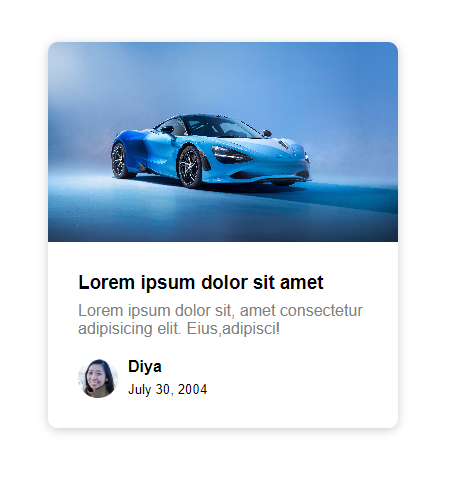 Lorem ipsum dolor sit amet
Lorem ipsum dolor sit, amet consectetur
adipisicing elit. Eius,adipisci!
Diya
July 30, 2004